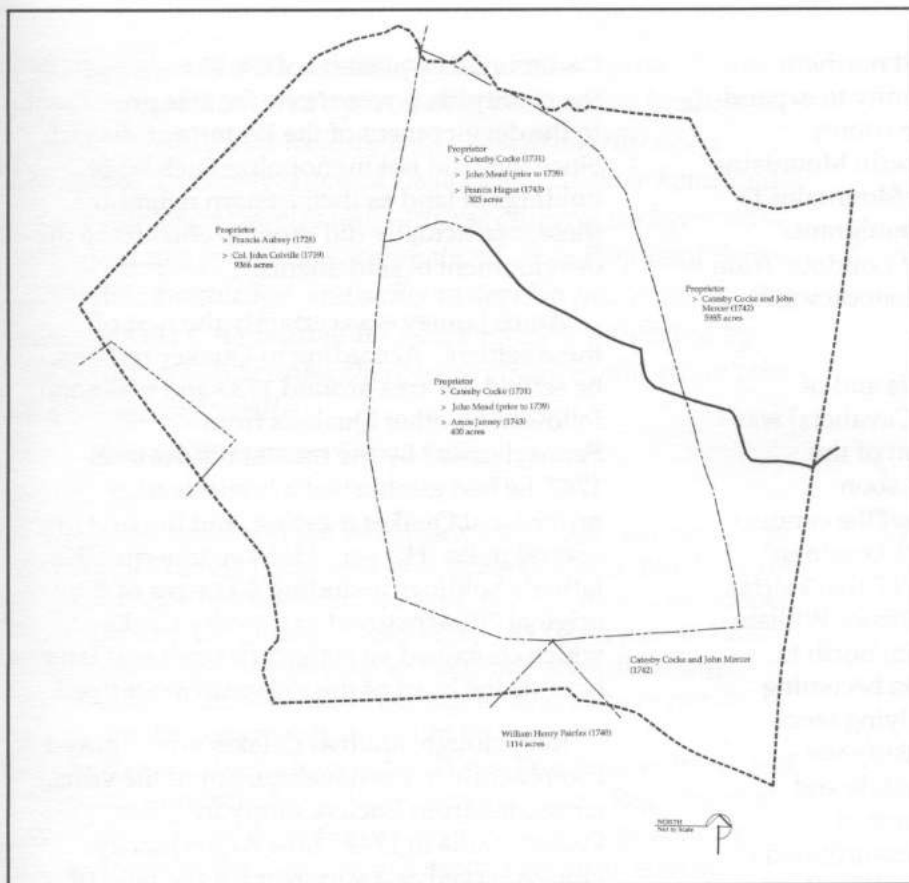 Proprietor
> Catesby Cocke (1731)
> John Mead (prior to 1739)
> Francis Hague (1743)
303 acres
Proprietor
> Francis Aubrey (1728)
> Col. John Colville (1739)
9366 acres
Proprietor
> Catesby Cocke and John
Mercer (1742)
5985 acres
Proprietor
> Catesby Cocke (1731)
> John Mead (prior to 1739)
> Amos Janney (1743)
400 acres
Catesby Cocke and John Mercer
(1742)
William Henry Fairfax (1740)
1114 acres
NORTH
Not to Scale